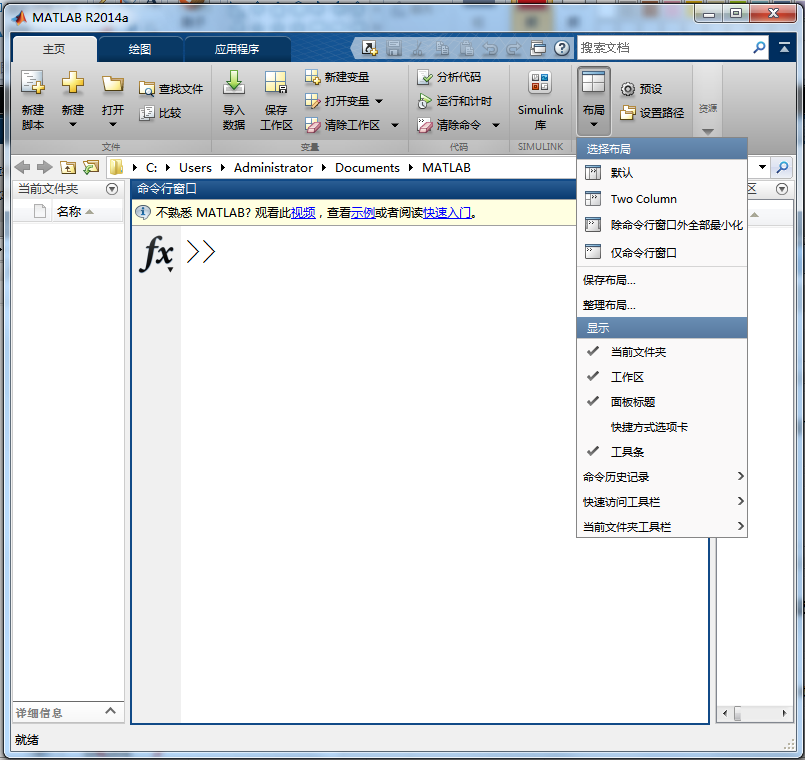 MATLAB R2014a
主页 绘图 应用程序 搜索文档
新建脚本 新建 打开 查找文件 比较
导入数据 保存工作区 新建变量 打开变量 清除工作区
分析代码 运行和计时 清除命令
Simulink 库
布局 预设 设置路径 资源
文件 变量 代码 SIMULINK
C: Users Administrator Documents MATLAB
当前文件夹
名称
命令行窗口
不熟悉 MATLAB? 观看此视频，查看示例或者阅读快速入门。
fx >>
选择布局
默认
Two Column
除命令行窗口外全部最小化
仅命令行窗口
保存布局...
整理布局...
显示
当前文件夹
工作区
面板标题
快捷方式选项卡
工具条
命令历史记录
快速访问工具栏
当前文件夹工具栏
详细信息
就绪